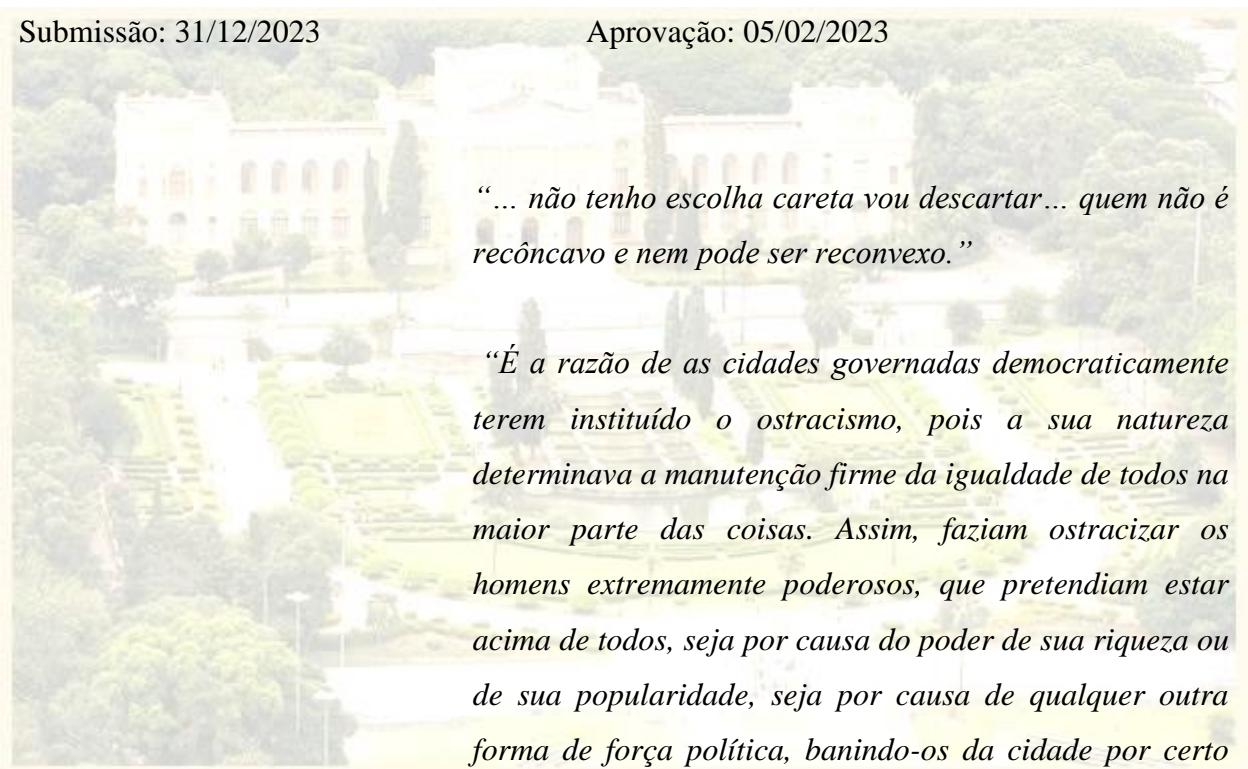 Submissão: 31/12/2023 Aprovação: 05/02/2023
“… não tenho escolha careta vou descartar… quem não é
recôncavo e nem pode ser reconvexo.”
“É a razão de as cidades governadas democraticamente
terem instituído o ostracismo, pois a sua natureza
determinava a manutenção firme da igualdade de todos na
maior parte das coisas. Assim, faziam ostracizar os
homens extremamente poderosos, que pretendiam estar
acima de todos, seja por causa do poder de sua riqueza ou
de sua popularidade, seja por causa de qualquer outra
forma de força política, banindo-os da cidade por certo